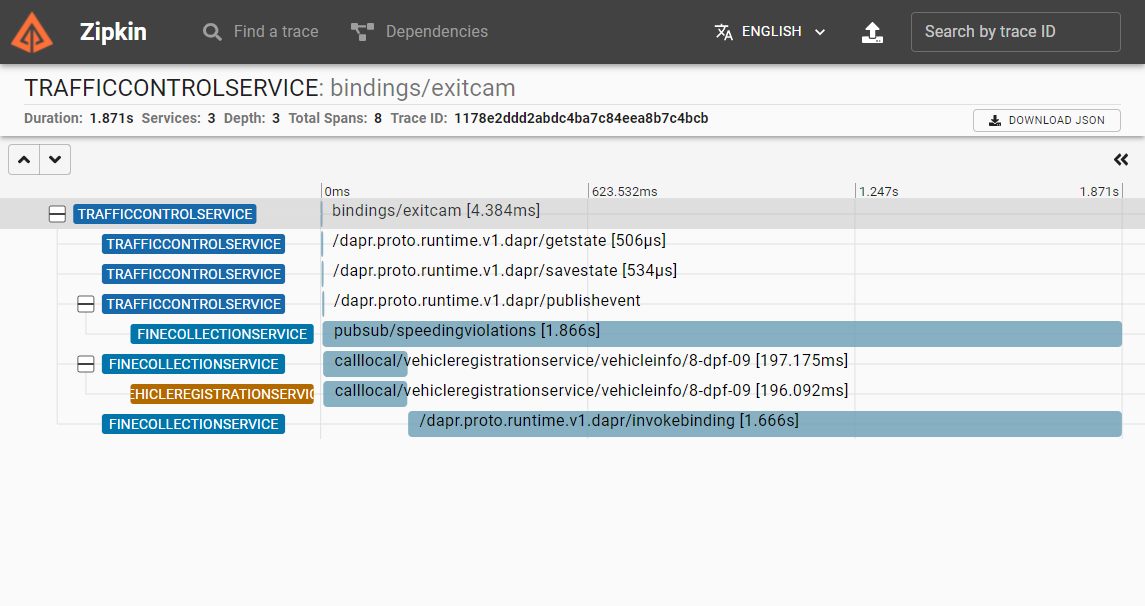 Zipkin Find a trace Dependencies ENGLISH Search by trace ID
TRAFFICCONTROLSERVICE: bindings/exitcam
Duration: 1.871s Services: 3 Depth: 3 Total Spans: 8 Trace ID: 1178e2ddd2abdc4ba7c84eea8b7c4bcb DOWNLOAD JSON
0ms 623.532ms 1.247s 1.871s
TRAFFICCONTROLSERVICE bindings/exitcam [4.384ms]
TRAFFICCONTROLSERVICE /dapr.proto.runtime.v1.dapr/getstate [506µs]
TRAFFICCONTROLSERVICE /dapr.proto.runtime.v1.dapr/savestate [534µs]
TRAFFICCONTROLSERVICE /dapr.proto.runtime.v1.dapr/publishevent
FINECOLLECTIONSERVICE pubsub/speedingviolations [1.866s]
FINECOLLECTIONSERVICE calllocal/vehicleregistrationservice/vehicleinfo/8-dpf-09 [197.175ms]
EHICLEREGISTRATIONSERVIC calllocal/vehicleregistrationservice/vehicleinfo/8-dpf-09 [196.092ms]
FINECOLLECTIONSERVICE /dapr.proto.runtime.v1.dapr/invokebinding [1.666s]